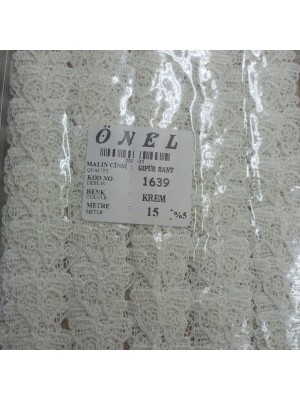 ÖNEL
MALIN CİNSİ : GIPÜR BANT
QUALITY
KOD NO 1639
DESIGN
RENK KREM
COLOUR
METRE 15 + %5
METER